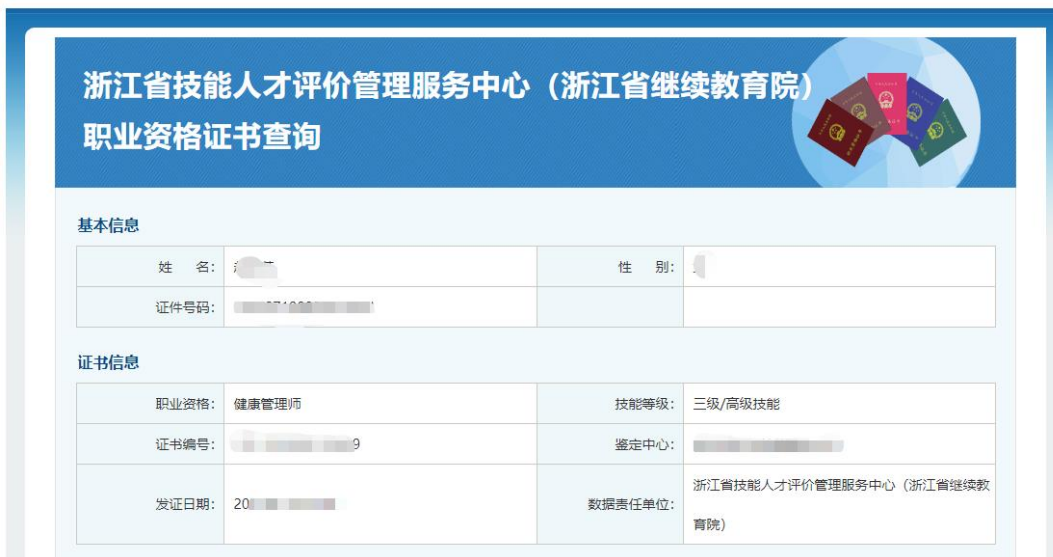 浙江省技能人才评价管理服务中心（浙江省继续教育院）
职业资格证书查询
基本信息
姓 名：
性 别：
证件号码：
证书信息
职业资格： 健康管理师
技能等级： 三级/高级技能
证书编号： 9
鉴定中心：
发证日期： 20
数据责任单位： 浙江省技能人才评价管理服务中心（浙江省继续教
育院）